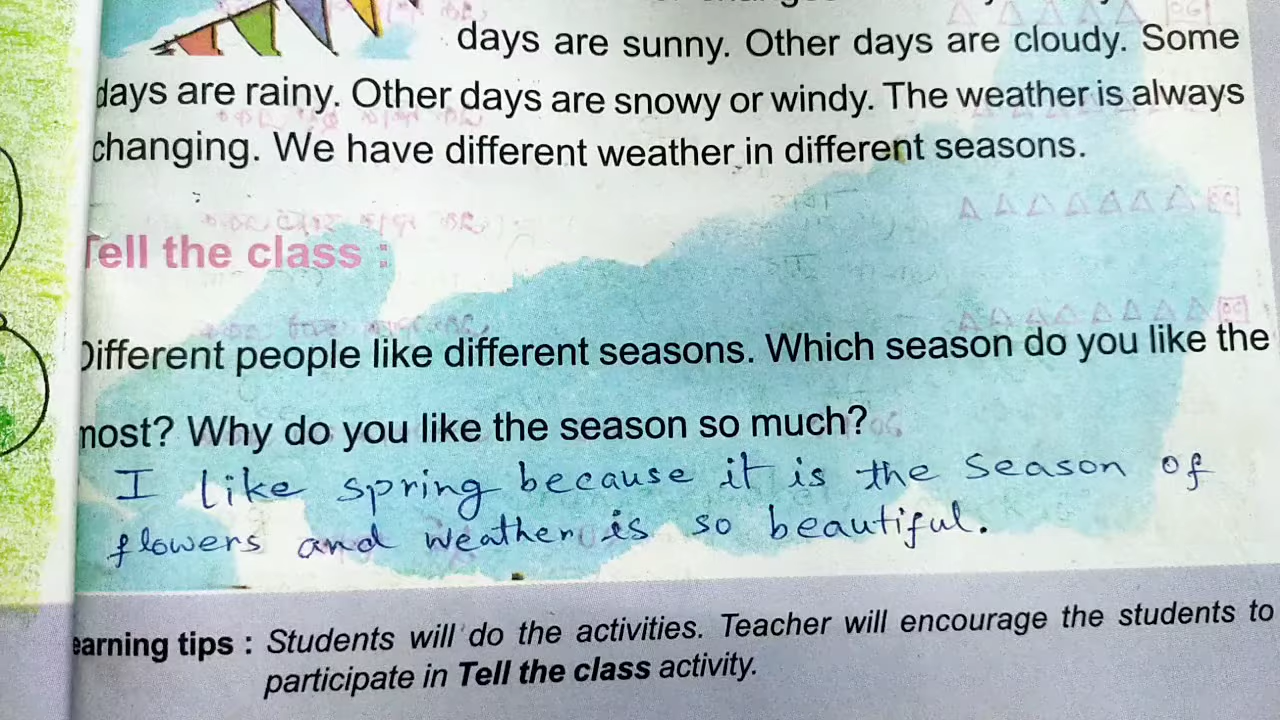 days are sunny. Other days are cloudy. Some
days are rainy. Other days are snowy or windy. The weather is always
changing. We have different weather in different seasons.
Tell the class :
Different people like different seasons. Which season do you like the
most? Why do you like the season so much?
I like spring because it is the season of
flowers and weather is so beautiful.
earning tips : Students will do the activities. Teacher will encourage the students to
participate in Tell the class activity.